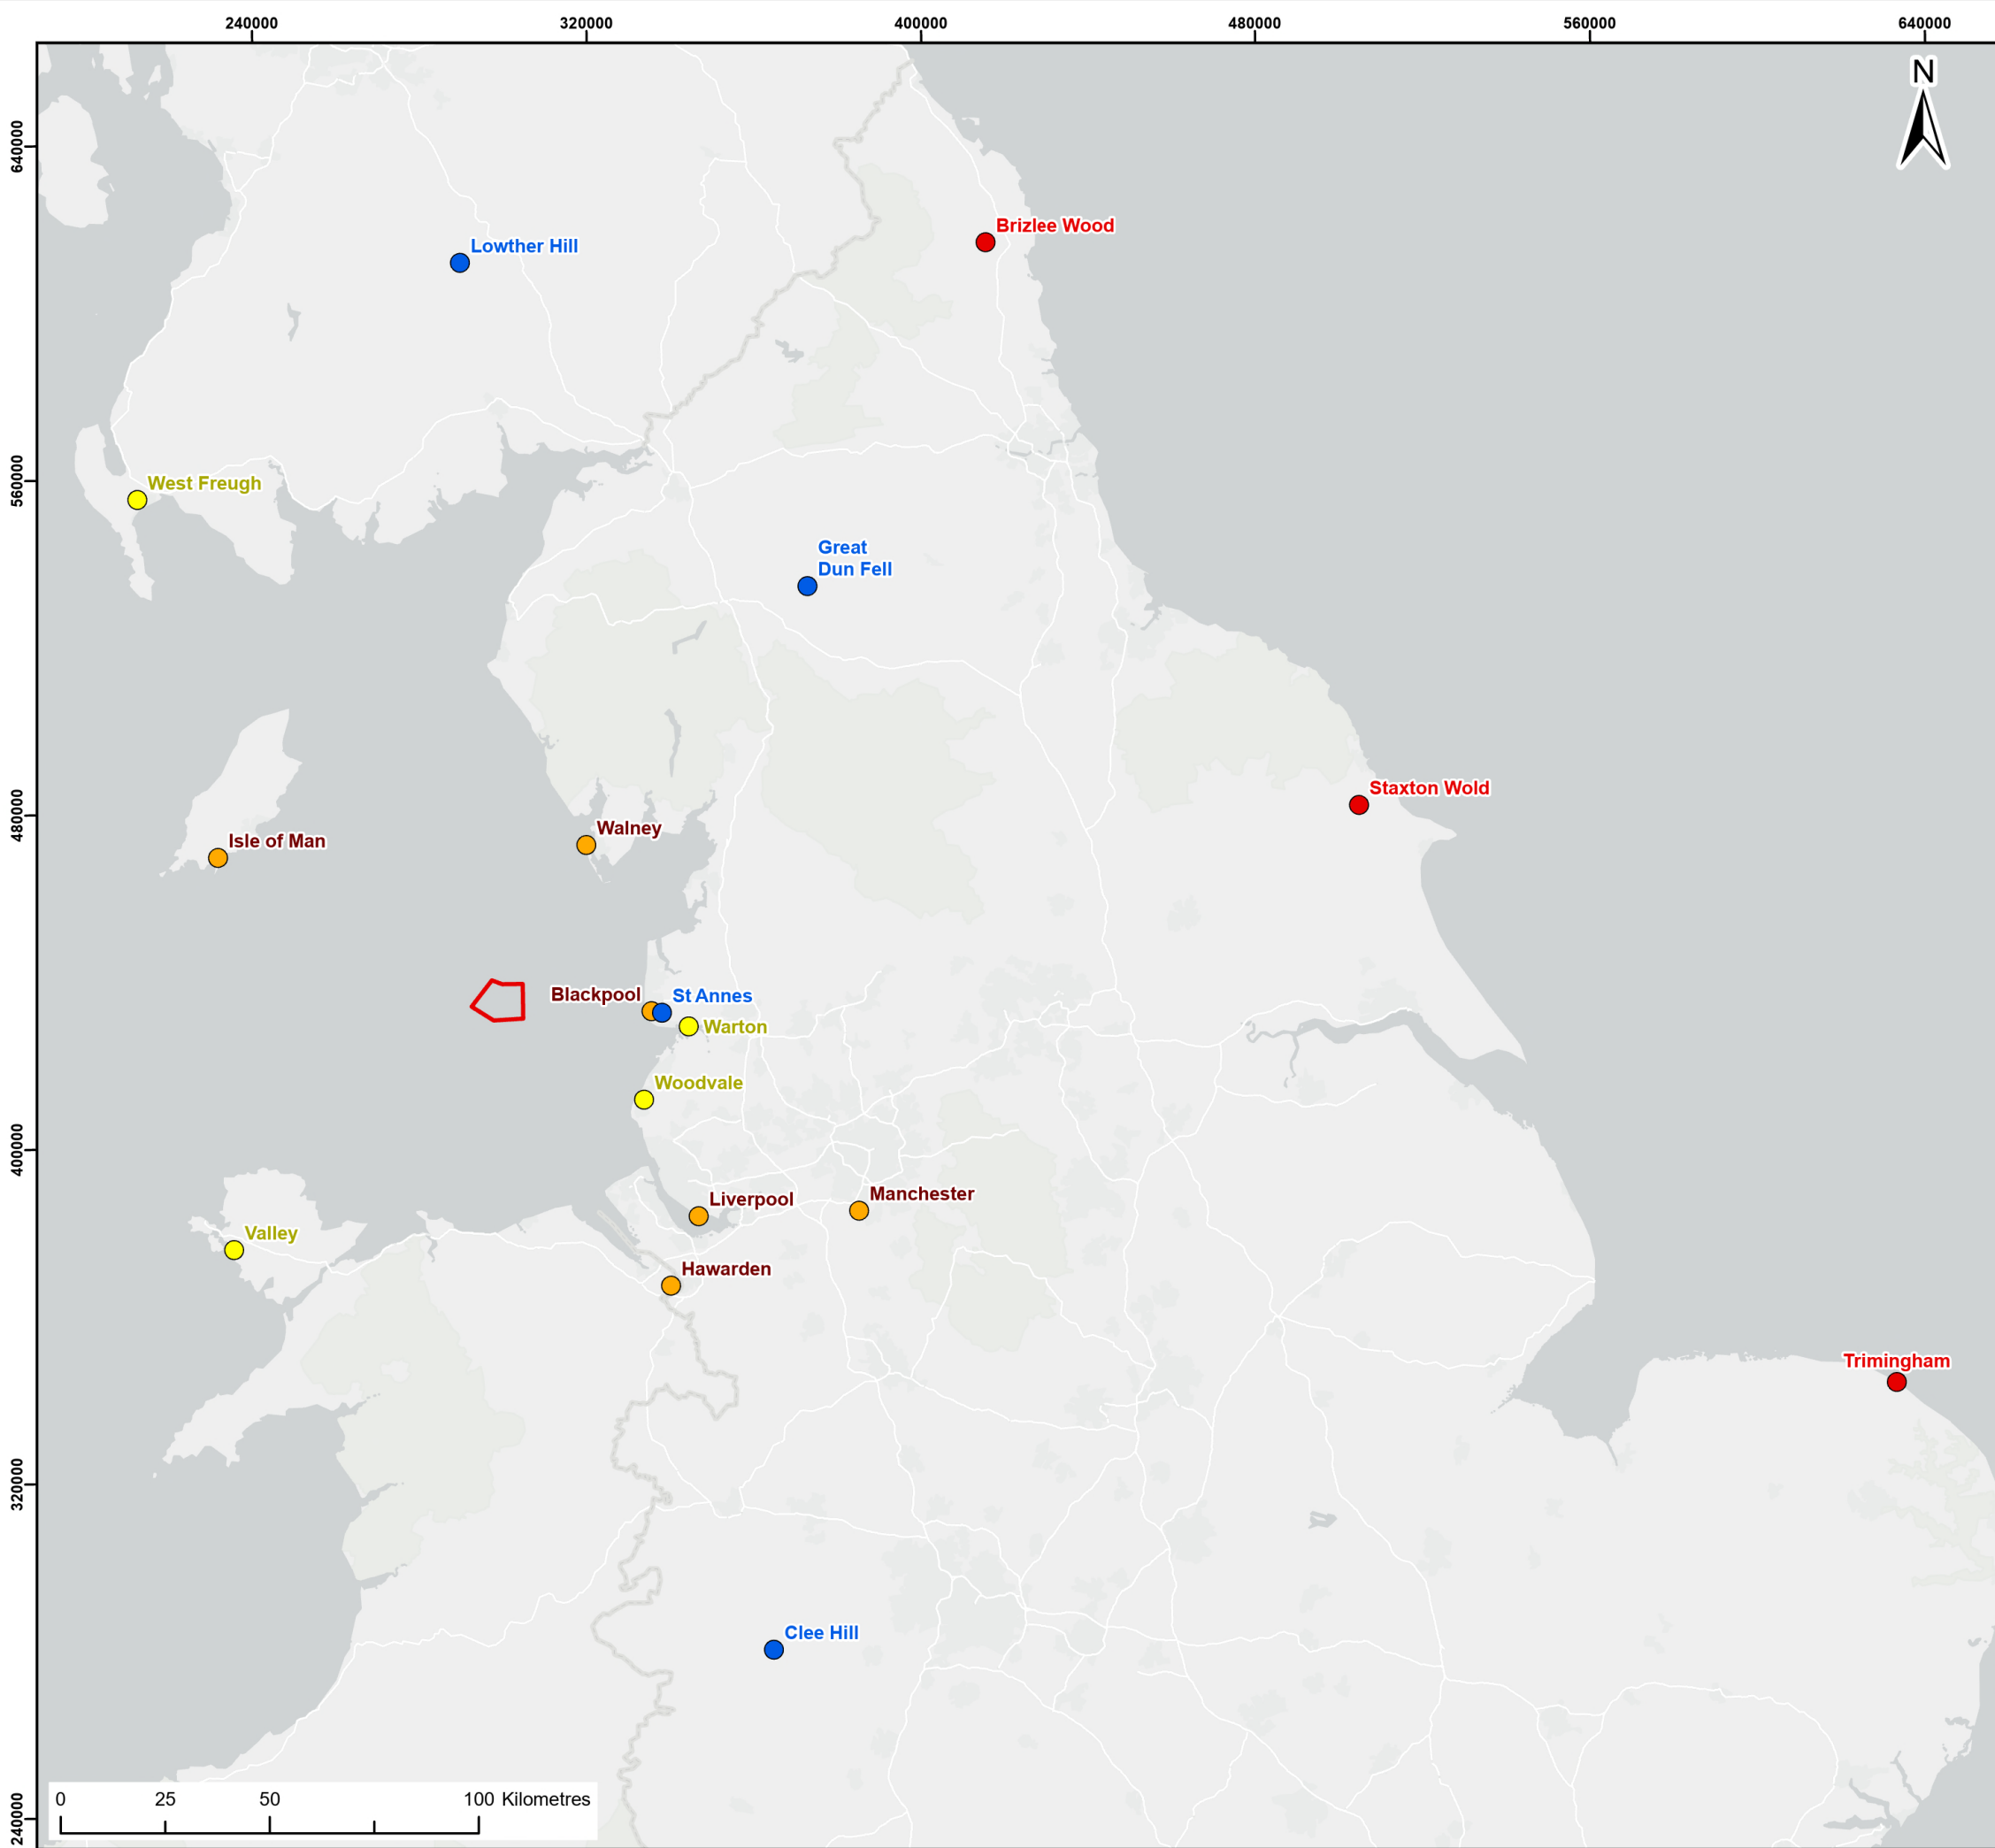 240000
320000
400000
480000
560000
640000
N
640000
560000
480000
400000
320000
240000
Brizlee Wood
Lowther Hill
West Freugh
Great
Dun Fell
Staxton Wold
Walney
Isle of Man
Blackpool
St Annes
Warton
Woodvale
Manchester
Liverpool
Valley
Hawarden
Trimingham
Clee Hill
0 25 50 100 Kilometres